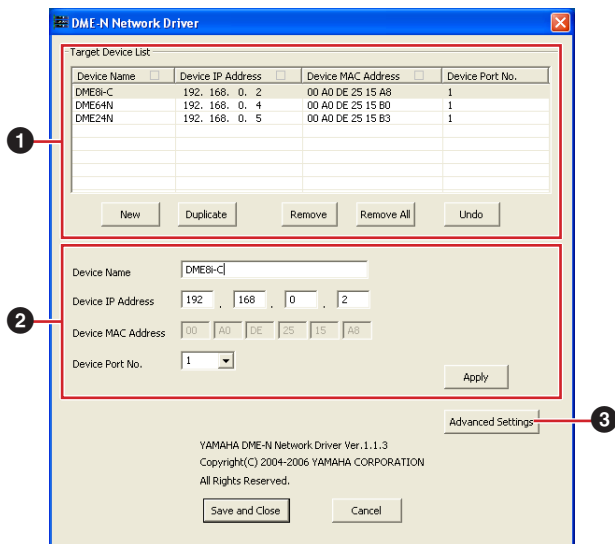 DME-N Network Driver
Target Device List
Device Name Device IP Address Device MAC Address Device Port No.
DME8i-C 192. 168. 0. 2 00 A0 DE 25 15 A8 1
DME64N 192. 168. 0. 4 00 A0 DE 25 15 B0 1
DME24N 192. 168. 0. 5 00 A0 DE 25 15 B3 1
1
New Duplicate Remove Remove All Undo
Device Name DME8i-C
Device IP Address 192 . 168 . 0 . 2
2
Device MAC Address 00 A0 DE 25 15 A8
Device Port No. 1
Apply
Advanced Settings 3
YAMAHA DME-N Network Driver Ver.1.1.3
Copyright(C) 2004-2006 YAMAHA CORPORATION
All Rights Reserved.
Save and Close Cancel